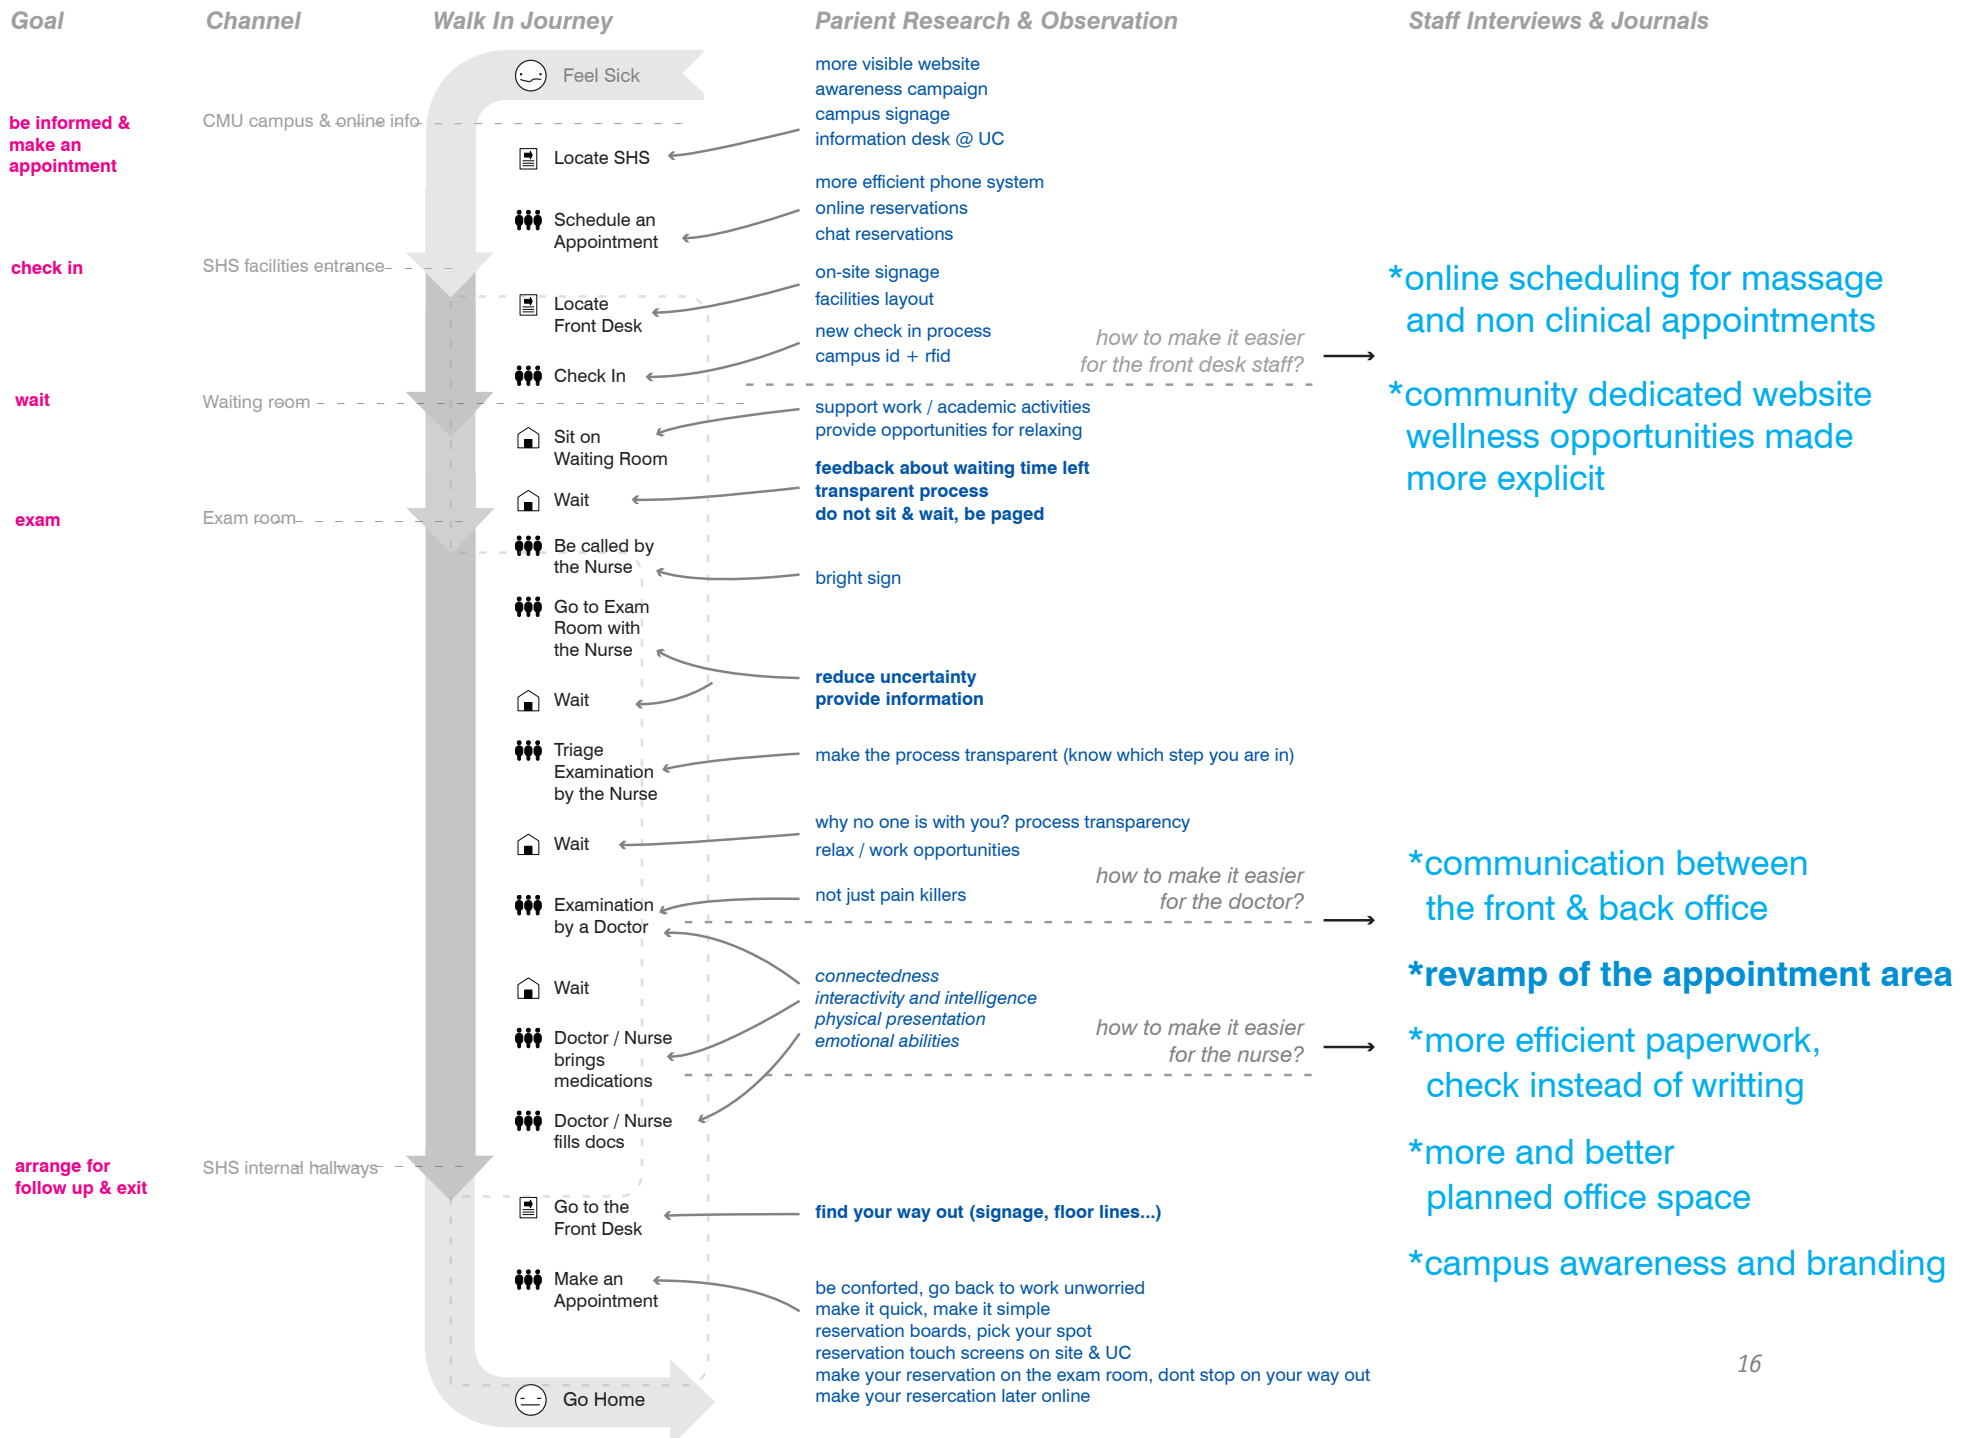 Goal
Channel
Walk In Journey
Parient Research & Observation
Staff Interviews & Journals
Feel Sick
more visible website
awareness campaign
campus signage
information desk @ UC
be informed &
make an
appointment
CMU campus & online info
Locate SHS
more efficient phone system
online reservations
chat reservations
Schedule an
Appointment
check in
SHS facilities entrance
on-site signage
facilities layout
Locate
Front Desk
new check in process
campus id + rfid
Check In
how to make it easier
for the front desk staff?
*online scheduling for massage
and non clinical appointments
*community dedicated website
wellness opportunities made
more explicit
wait
Waiting room
support work / academic activities
provide opportunities for relaxing
Sit on
Waiting Room
feedback about waiting time left
transparent process
do not sit & wait, be paged
Wait
exam
Exam room
Be called by
the Nurse
bright sign
Go to Exam
Room with
the Nurse
reduce uncertainty
provide information
Wait
Triage
Examination
by the Nurse
make the process transparent (know which step you are in)
Wait
why no one is with you? process transparency
relax / work opportunities
how to make it easier
for the doctor?
Examination
by a Doctor
not just pain killers
*communication between
the front & back office
*revamp of the appointment area
Wait
connectedness
interactivity and intelligence
physical presentation
emotional abilities
how to make it easier
for the nurse?
Doctor / Nurse
brings
medications
*more efficient paperwork,
check instead of writting
Doctor / Nurse
fills docs
*more and better
planned office space
arrange for
follow up & exit
SHS internal hallways
Go to the
Front Desk
find your way out (signage, floor lines...)
*campus awareness and branding
Make an
Appointment
be conforted, go back to work unworried
make it quick, make it simple
reservation boards, pick your spot
reservation touch screens on site & UC
make your reservation on the exam room, dont stop on your way out
make your resercation later online
Go Home
16